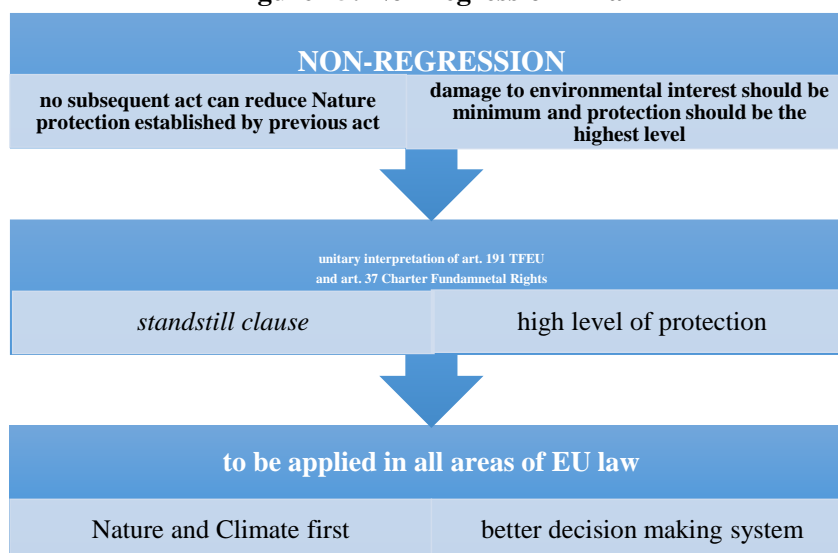 NON-REGRESSION
no subsequent act can reduce Nature
protection established by previous act
damage to environmental interest should be
minimum and protection should be the
highest level
unitary interpretation of art. 191 TFEU
and art. 37 Charter Fundamnetal Rights
standstill clause
high level of protection
to be applied in all areas of EU law
Nature and Climate first
better decision making system